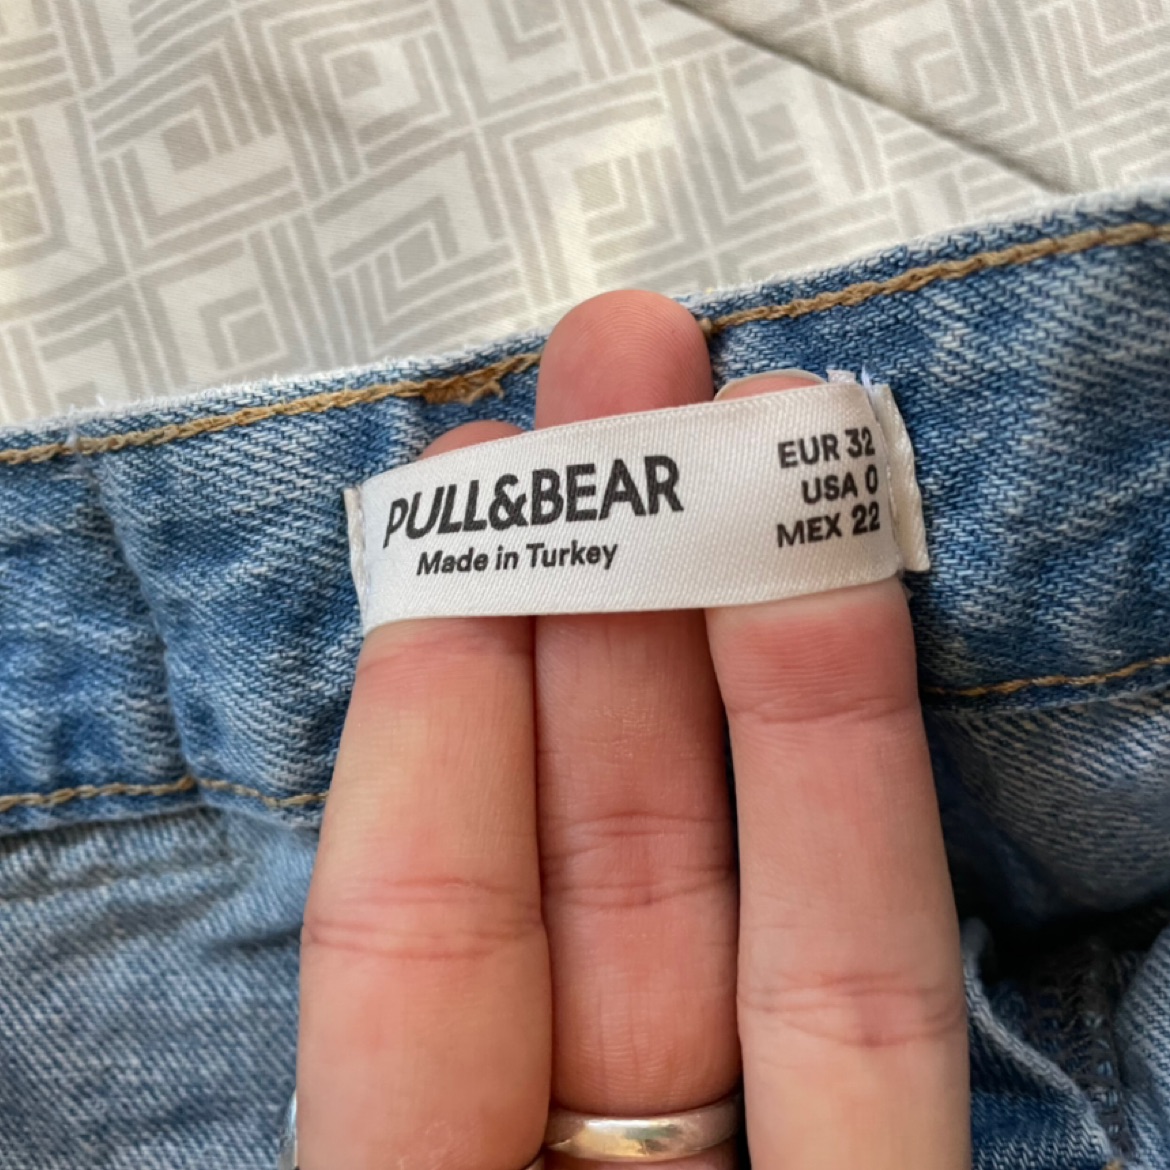 PULL&BEAR
Made in Turkey
EUR 32
USA 0
MEX 22